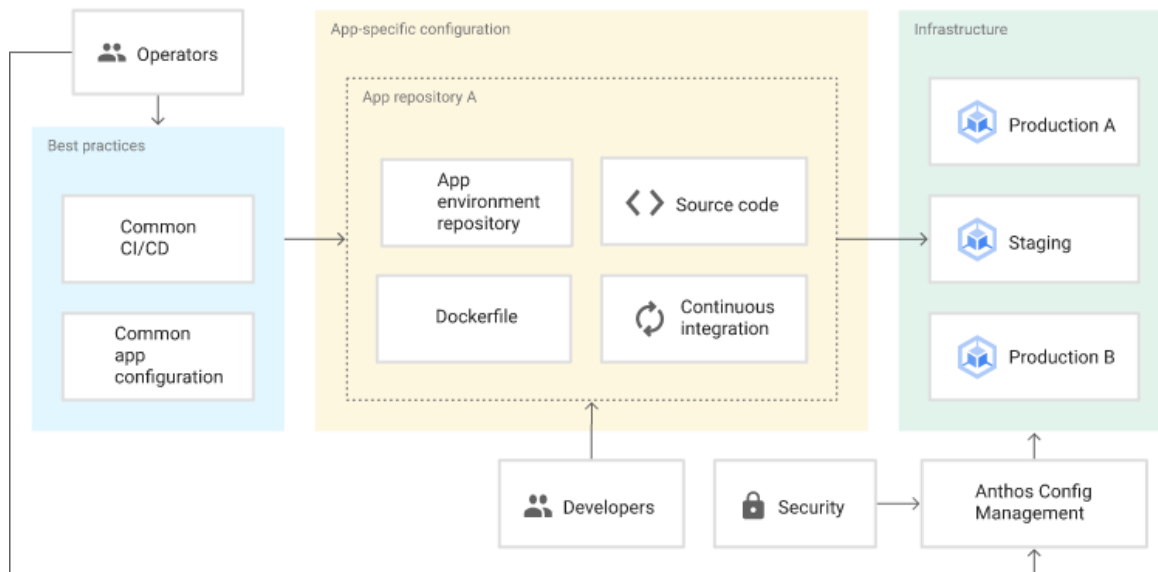 Operators
Best practices
Common
CI/CD
Common
app
configuration
App-specific configuration
App repository A
App
environment
repository
Source code
Dockerfile
Continuous
integration
Infrastructure
Production A
Staging
Production B
Developers
Security
Anthos Config
Management